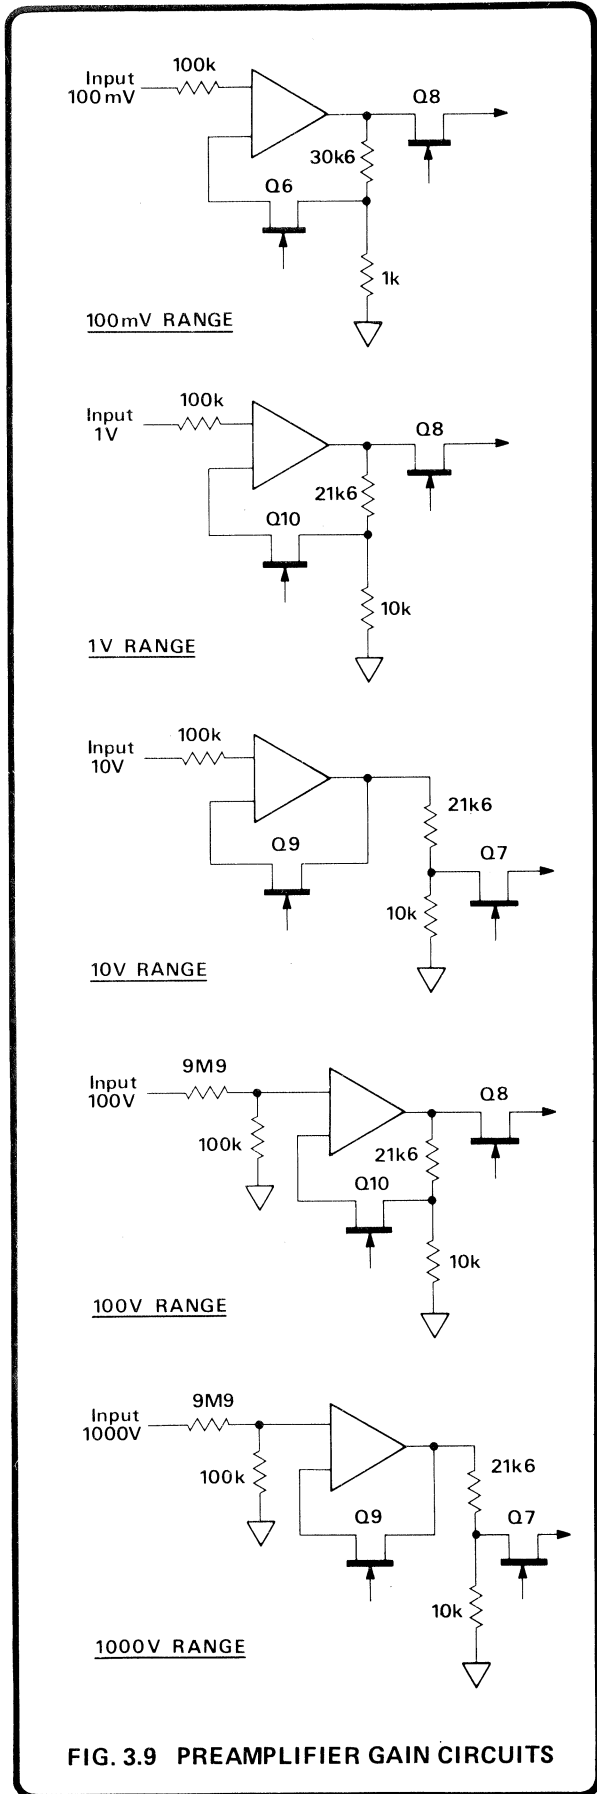 100k
Input
100mV
Q8
30k6
Q6
1k
100mV RANGE
100k
Input
1V
Q8
21k6
Q10
10k
1V RANGE
100k
Input
10V
21k6
Q9
Q7
10k
10V RANGE
9M9
Input
100V
Q8
100k
21k6
Q10
10k
100V RANGE
9M9
Input
1000V
21k6
100k
Q9
Q7
10k
1000V RANGE
FIG. 3.9 PREAMPLIFIER GAIN CIRCUITS